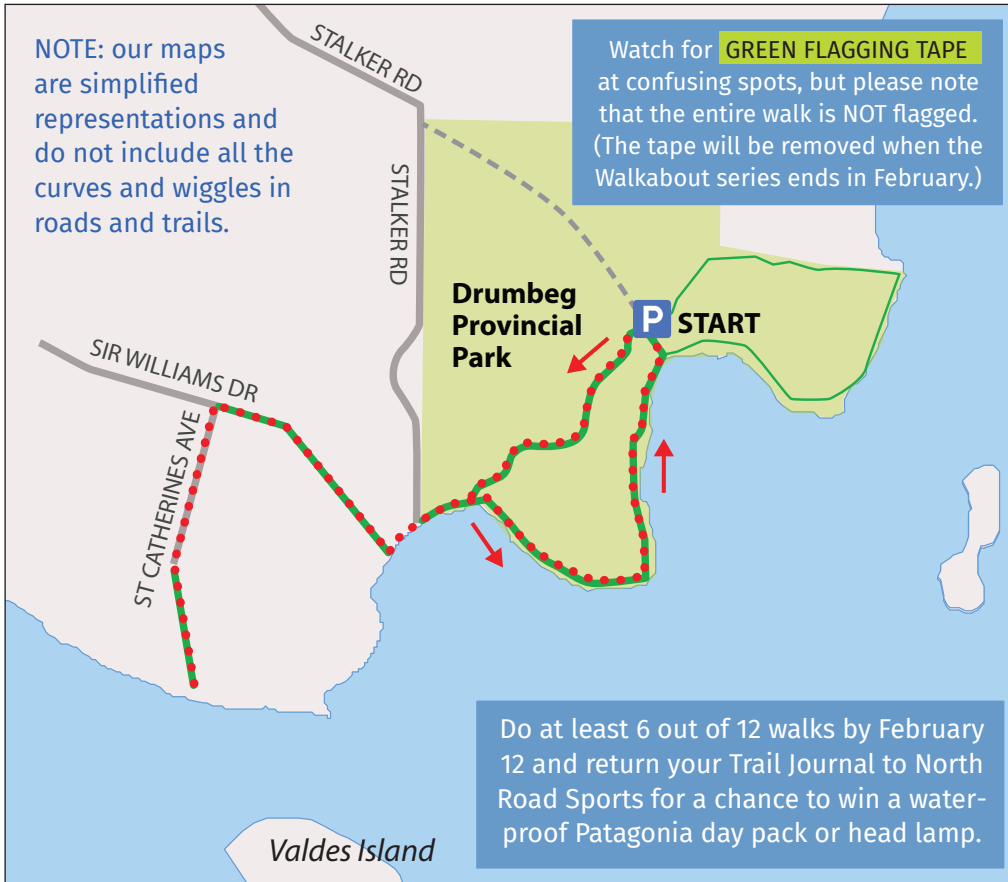 NOTE: our maps
are simplified
representations and
do not include all the
curves and wiggles in
roads and trails.
STALKER RD
Watch for GREEN FLAGGING TAPE
at confusing spots, but please note
that the entire walk is NOT flagged.
(The tape will be removed when the
Walkabout series ends in February.)
STALKER RD
Drumbeg
Provincial
Park
P START
SIR WILLIAMS DR
ST CATHERINES AVE
Do at least 6 out of 12 walks by February
12 and return your Trail Journal to North
Road Sports for a chance to win a water-
proof Patagonia day pack or head lamp.
Valdes Island